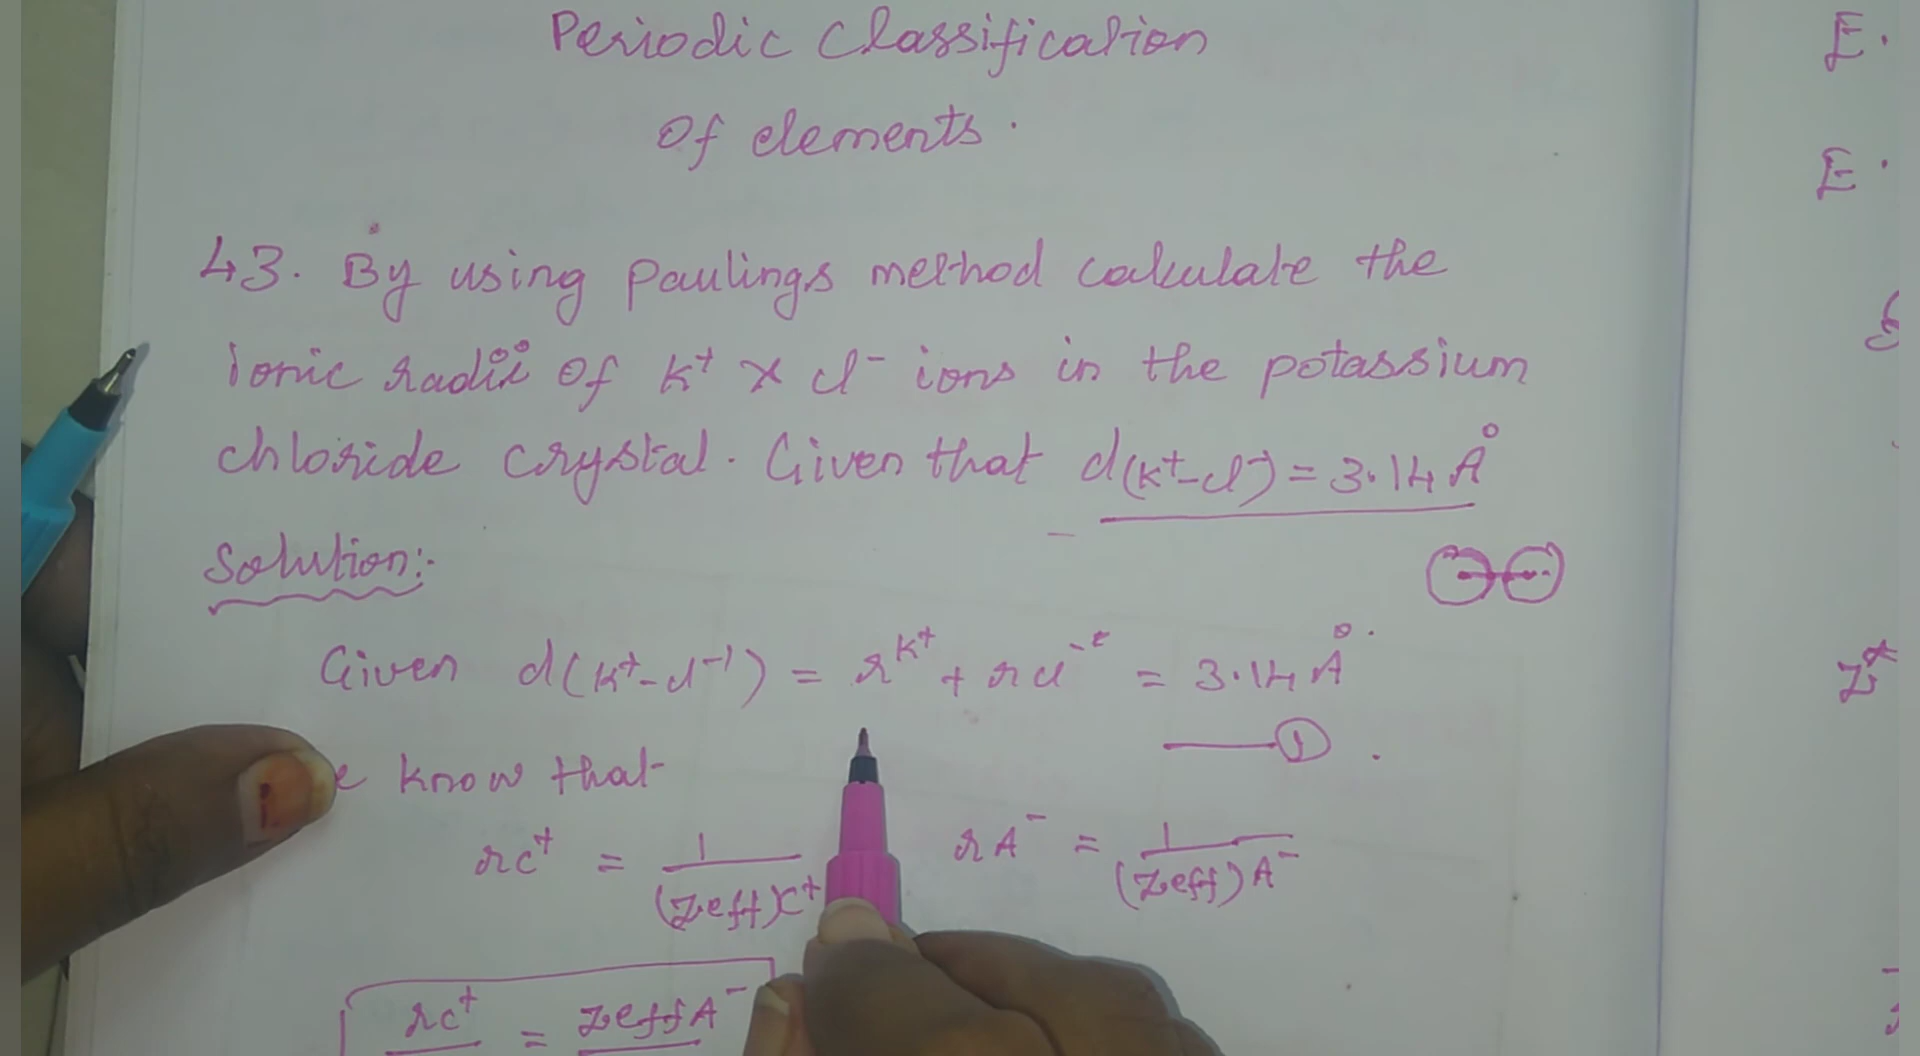 Periodic Classification
Of elements.
43. By using paulings method calculate the
ionic radii of K⁺ & Cl⁻ ions in the potassium
chloride crystal. Given that d(K⁺-Cl⁻) = 3.14 Å
Solution:-
Given d(K⁺-Cl⁻¹) = rK⁺ + rCl⁻ = 3.14 Å
①
know that
rC⁺ = 1/(Zeff)C⁺ rA⁻ = 1/(Zeff)A⁻
rC⁺ = ZeffA⁻
E.
E.
Z*